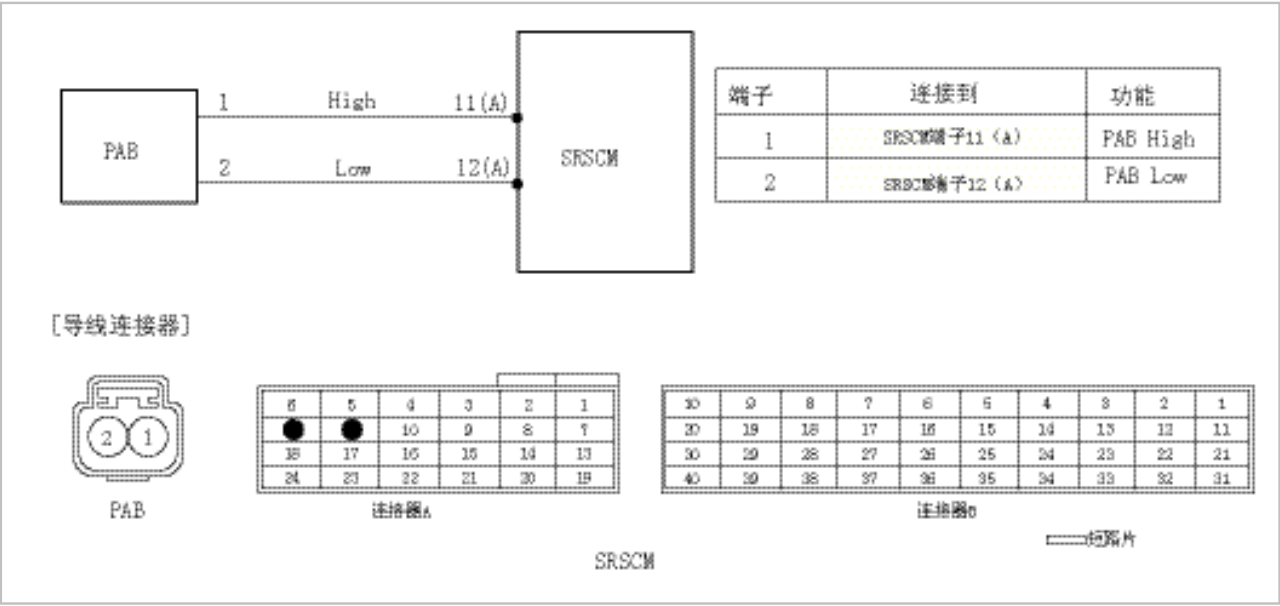 1 High 11(A)
PAB
2 Low 12(A)
SRSCM
端子 连接到 功能
1 SRSCM端子11（A） PAB High
2 SRSCM端子12（A） PAB Low
[导线连接器]
2 1
PAB
6 5 4 3 2 1
10 9 8 7
18 17 16 15 14 13
24 23 22 21 20 19
连接器A
10 9 8 7 6 5 4 3 2 1
20 19 18 17 16 15 14 13 12 11
30 29 28 27 26 25 24 23 22 21
40 39 38 37 36 35 34 33 32 31
连接器B
短路片
SRSCM